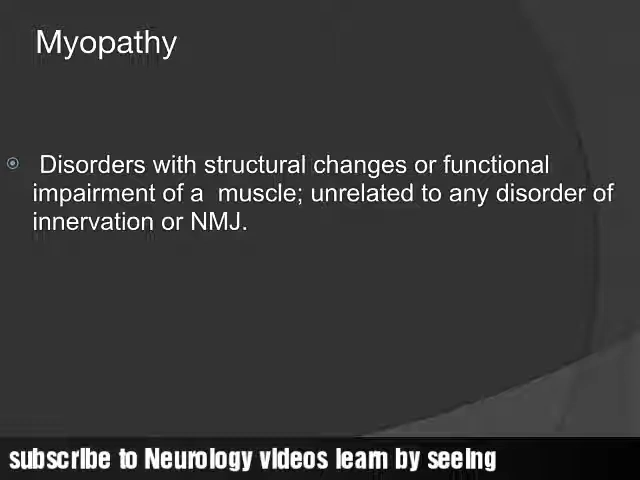 Myopathy
Disorders with structural changes or functional
impairment of a muscle; unrelated to any disorder of
innervation or NMJ.
subscribe to Neurology videos learn by seeing